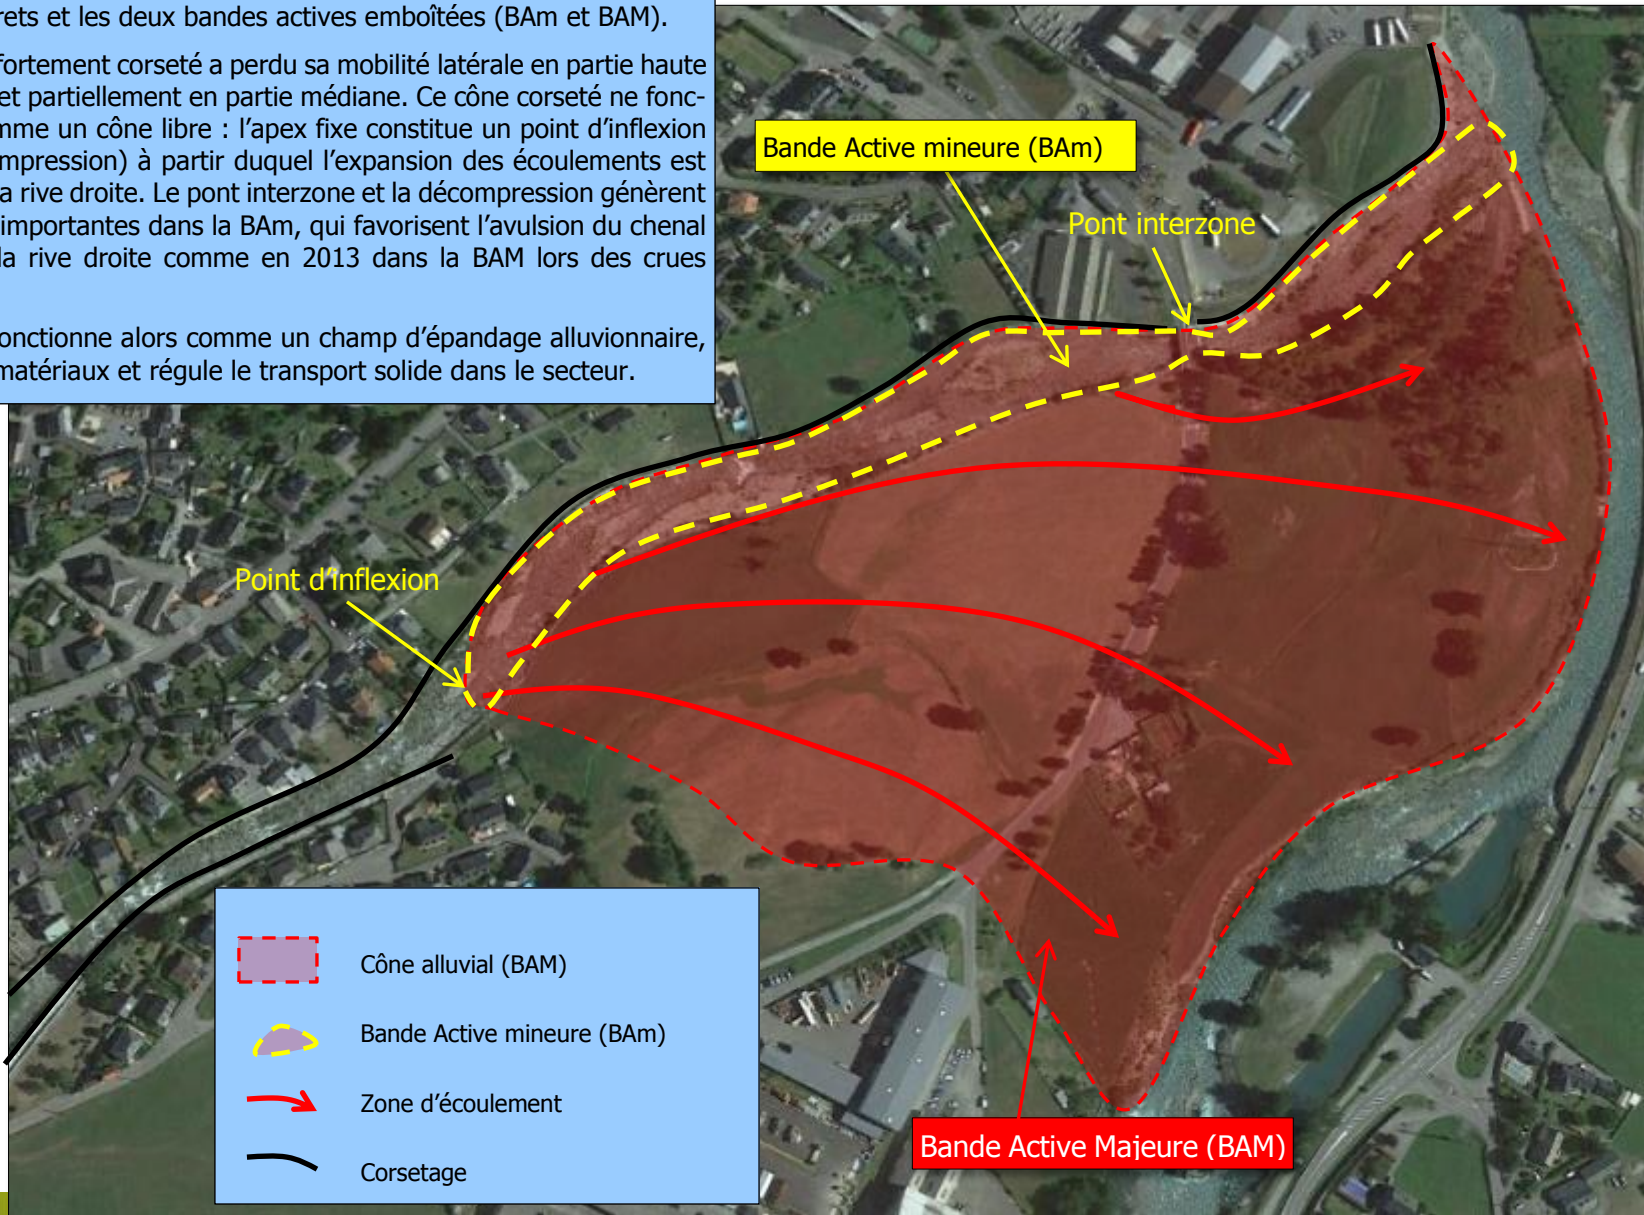 rets et les deux bandes actives emboîtées (BAm et BAM).
fortement corseté a perdu sa mobilité latérale en partie haute
et partiellement en partie médiane. Ce cône corseté ne fonc-
mme un cône libre : l'apex fixe constitue un point d'inflexion
mpression) à partir duquel l'expansion des écoulements est
a rive droite. Le pont interzone et la décompression génèrent
importantes dans la BAm, qui favorisent l'avulsion du chenal
la rive droite comme en 2013 dans la BAM lors des crues
onctionne alors comme un champ d'épandage alluvionnaire,
matériaux et régule le transport solide dans le secteur.
Bande Active mineure (BAm)
Pont interzone
Point d'inflexion
Cône alluvial (BAM)
Bande Active mineure (BAm)
Zone d'écoulement
Corsetage
Bande Active Majeure (BAM)